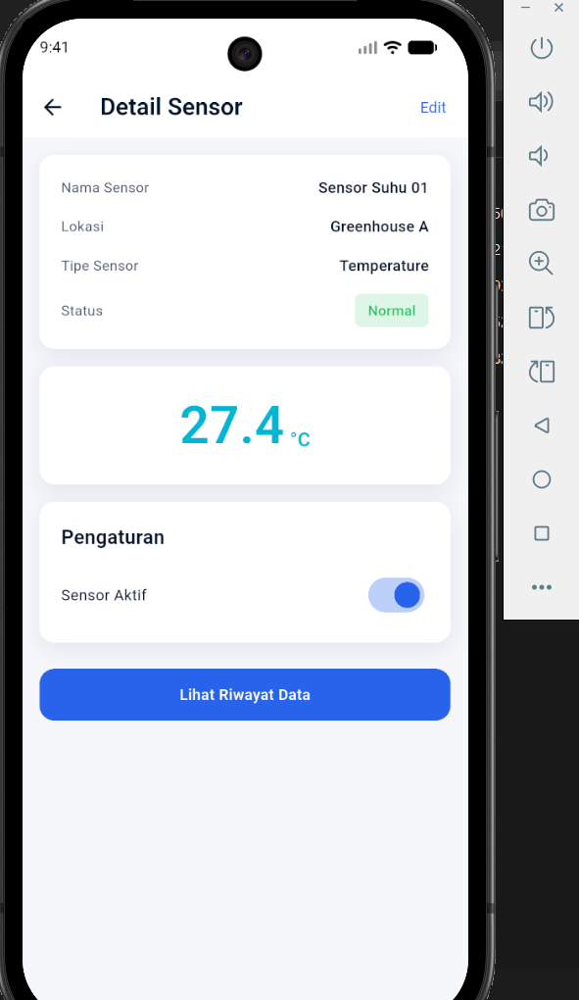 9:41
Detail Sensor
Edit
Nama Sensor Sensor Suhu 01
Lokasi Greenhouse A
Tipe Sensor Temperature
Status Normal
27.4 °C
Pengaturan
Sensor Aktif
Lihat Riwayat Data